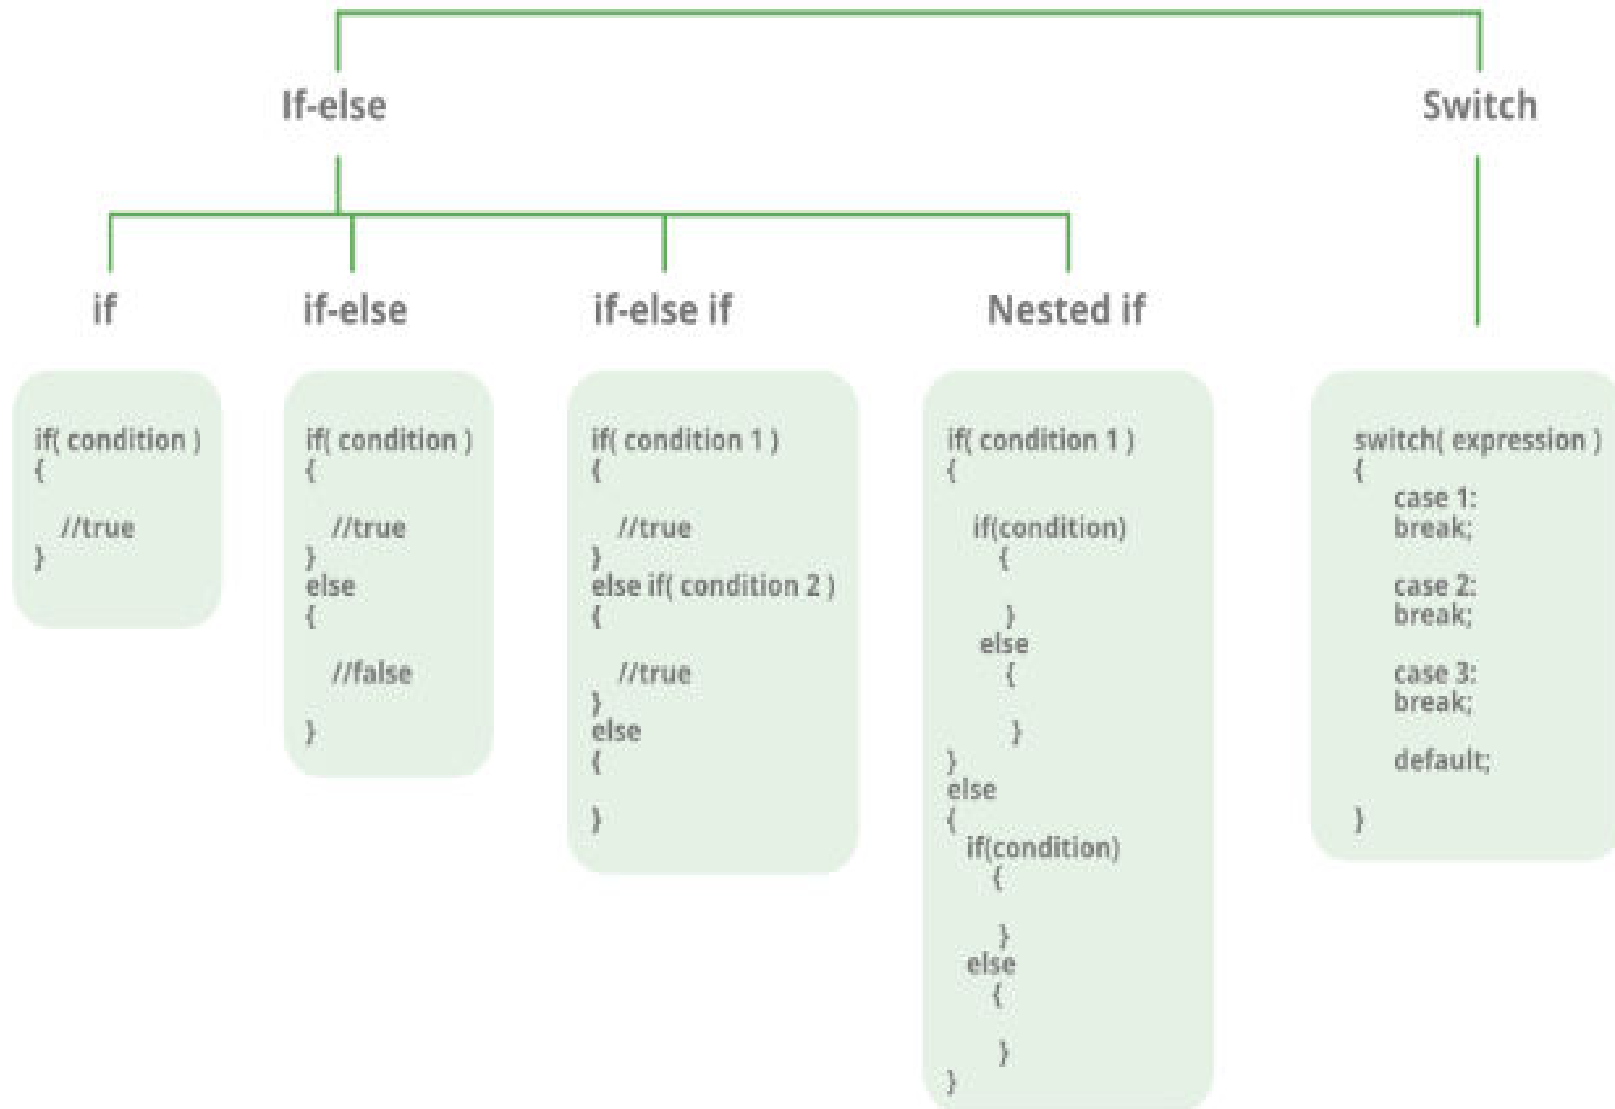 If-else
Switch
if
if-else
if-else if
Nested if
if( condition )
{
//true
}
if( condition )
{
//true
}
else
{
//false
}
if( condition 1 )
{
//true
}
else if( condition 2 )
{
//true
}
else
{
}
if( condition 1 )
{
if(condition)
{
}
else
{
}
}
else
{
if(condition)
{
}
else
{
}
}
switch( expression )
{
case 1:
break;
case 2:
break;
case 3:
break;
default;
}